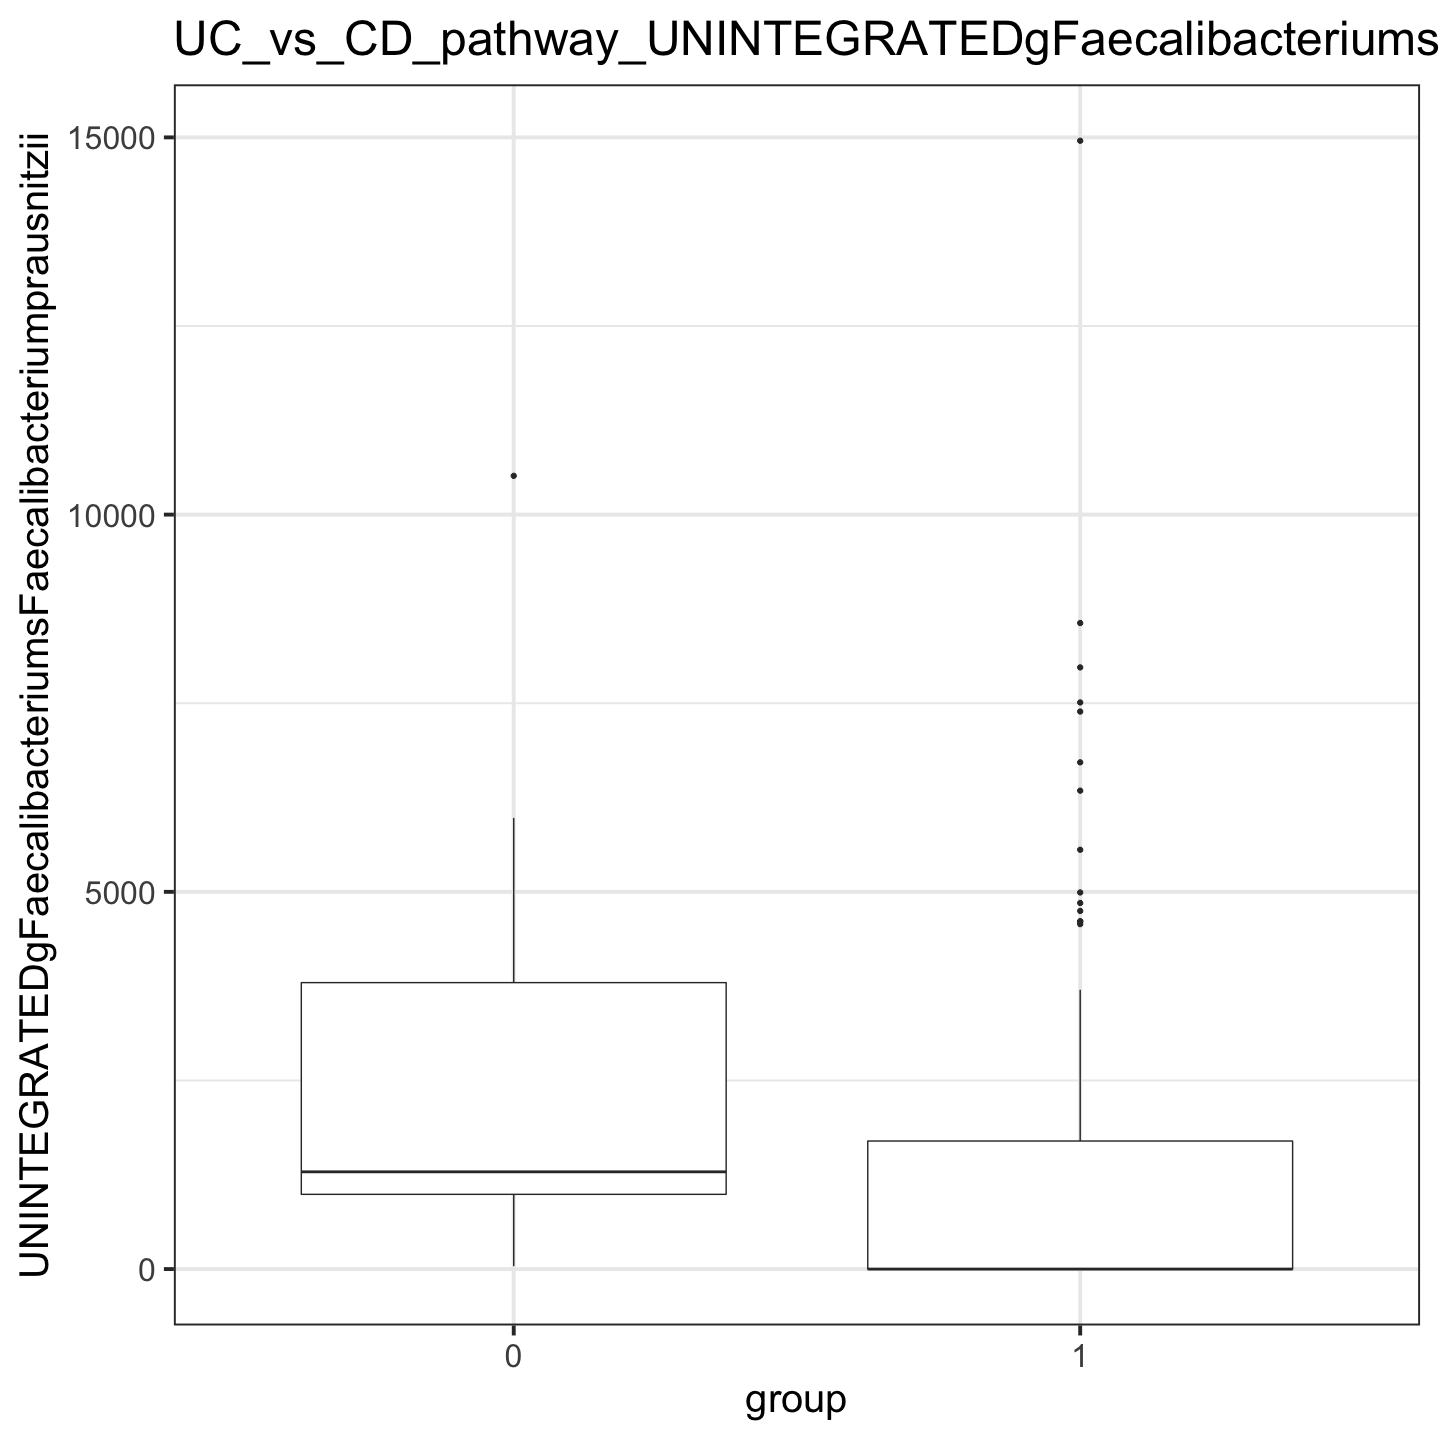 UC_vs_CD_pathway_UNINTEGRATEDgFaecalibacteriums
UNINTEGRATEDgFaecalibacteriumsFaecalibacteriumprausnitzii
15000
10000
5000
0
0 1
group